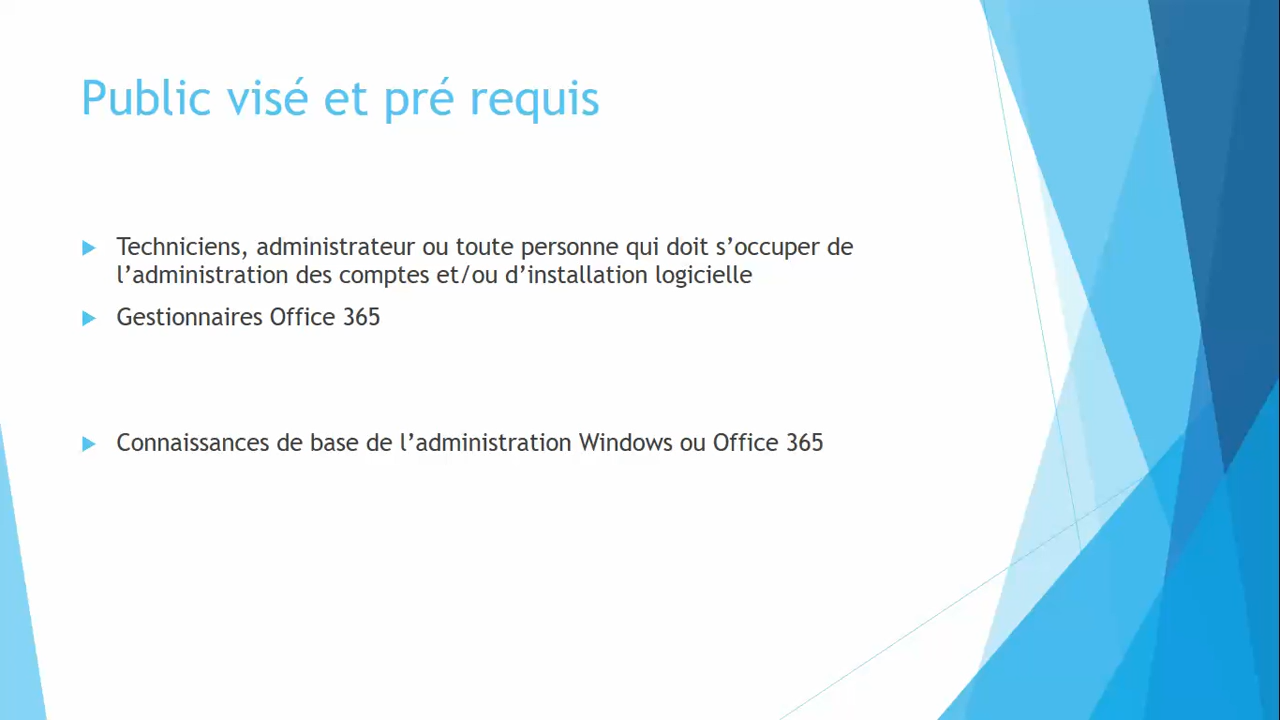 Public visé et pré requis
Techniciens, administrateur ou toute personne qui doit s’occuper de
l’administration des comptes et/ou d’installation logicielle
Gestionnaires Office 365
Connaissances de base de l’administration Windows ou Office 365